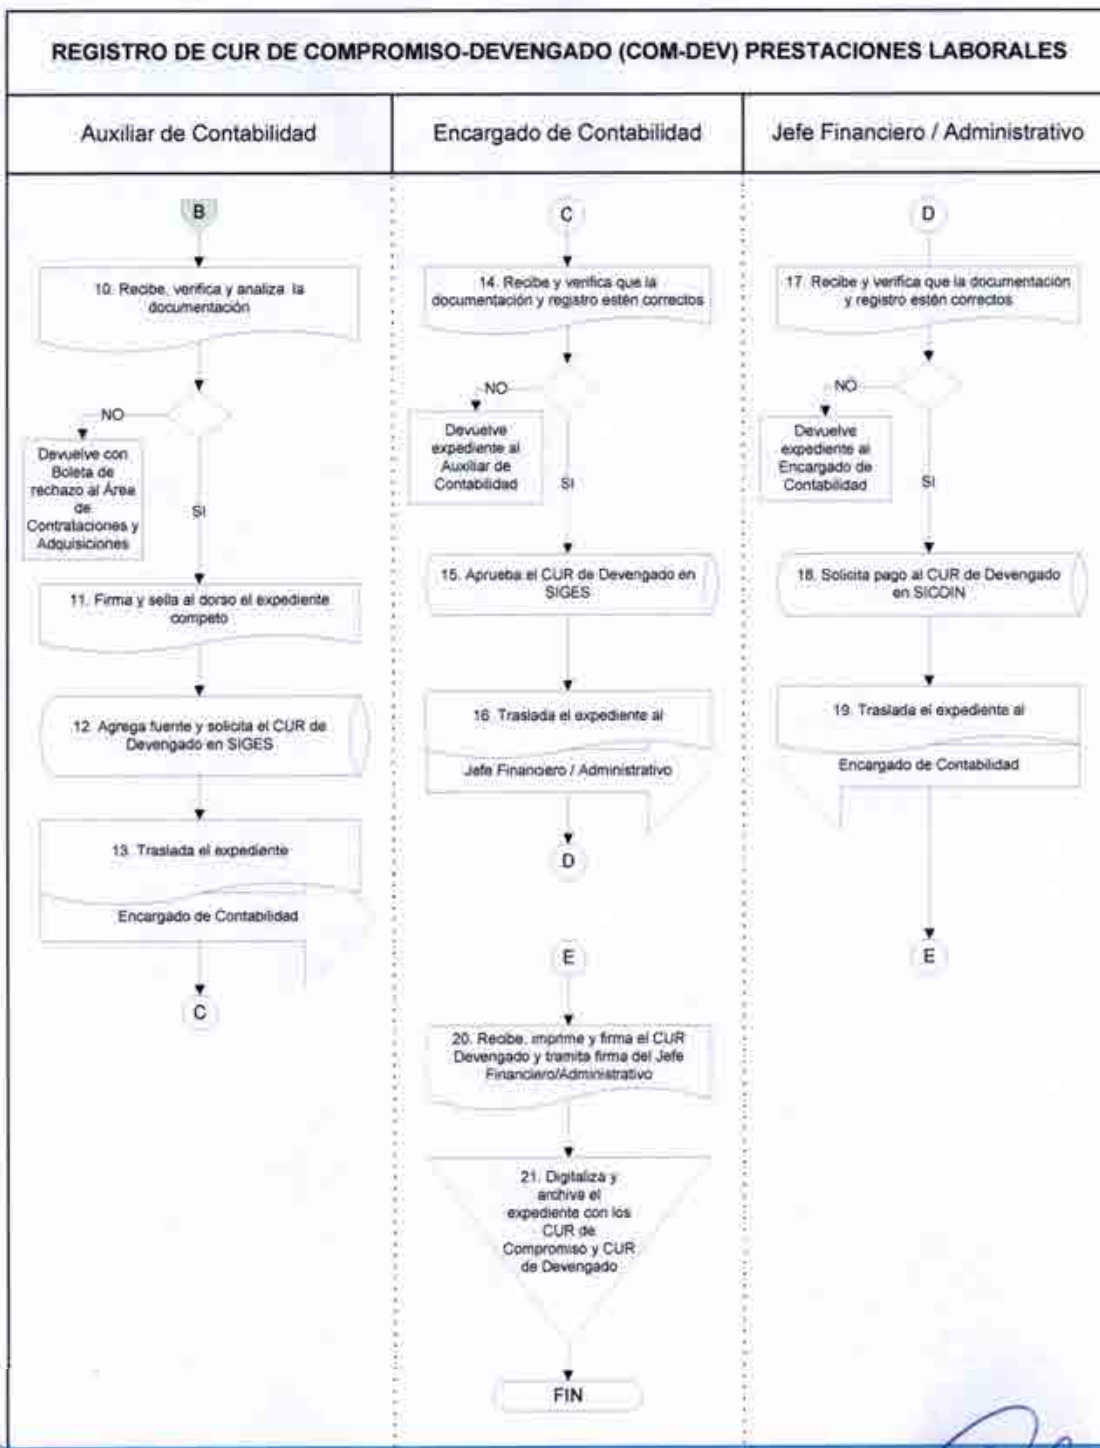 REGISTRO DE CUR DE COMPROMISO-DEVENGADO (COM-DEV) PRESTACIONES LABORALES
Auxiliar de Contabilidad
B
10. Recibe, verifica y analiza la
documentación
NO
Devuelve con
Boleta de
rechazo al Área
de
Contrataciones y
Adquisiciones
SI
11. Firma y sella al dorso el expediente
competo
12. Agrega fuente y solicita el CUR de
Devengado en SIGES
13. Traslada el expediente
Encargado de Contabilidad
C
Encargado de Contabilidad
C
14. Recibe y verifica que la
documentación y registro estén correctos
NO
Devuelve
expediente al
Auxiliar de
Contabilidad
SI
15. Aprueba el CUR de Devengado en
SIGES
16. Traslada el expediente al
Jefe Financiero / Administrativo
D
E
20. Recibe, imprime y firma el CUR
Devengado y tramita firma del Jefe
Financiero/Administrativo
21. Digitaliza y
archiva el
expediente con los
CUR de
Compromiso y CUR
de Devengado
FIN
Jefe Financiero / Administrativo
D
17. Recibe y verifica que la documentación
y registro estén correctos
NO
Devuelve
expediente al
Encargado de
Contabilidad
SI
18. Solicita pago al CUR de Devengado
en SICOIN
19. Traslada el expediente al
Encargado de Contabilidad
E